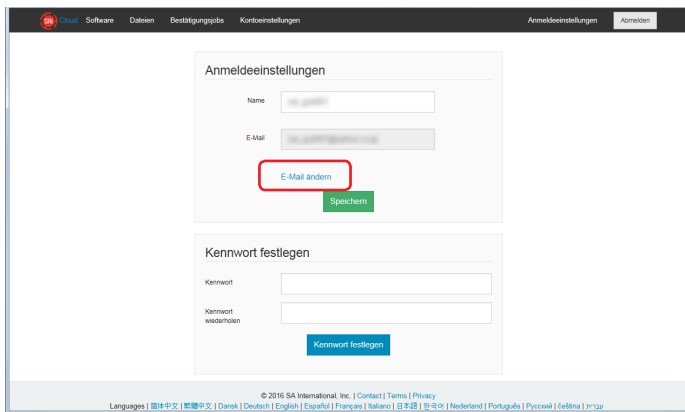 SAi Cloud Software Dateien Bestätigungsjobs Kontoeinstellungen Anmeldeeinstellungen Abmelden
Anmeldeeinstellungen
Name
E-Mail
E-Mail ändern
Speichern
Kennwort festlegen
Kennwort
Kennwort
wiederholen
Kennwort festlegen
© 2016 SA International, Inc. | Contact | Terms | Privacy
Languages | 简体中文 | 繁體中文 | Dansk | Deutsch | English | Español | Français | Italiano | 日本語 | 한국어 | Nederland | Português | Русский | čeština | עברית